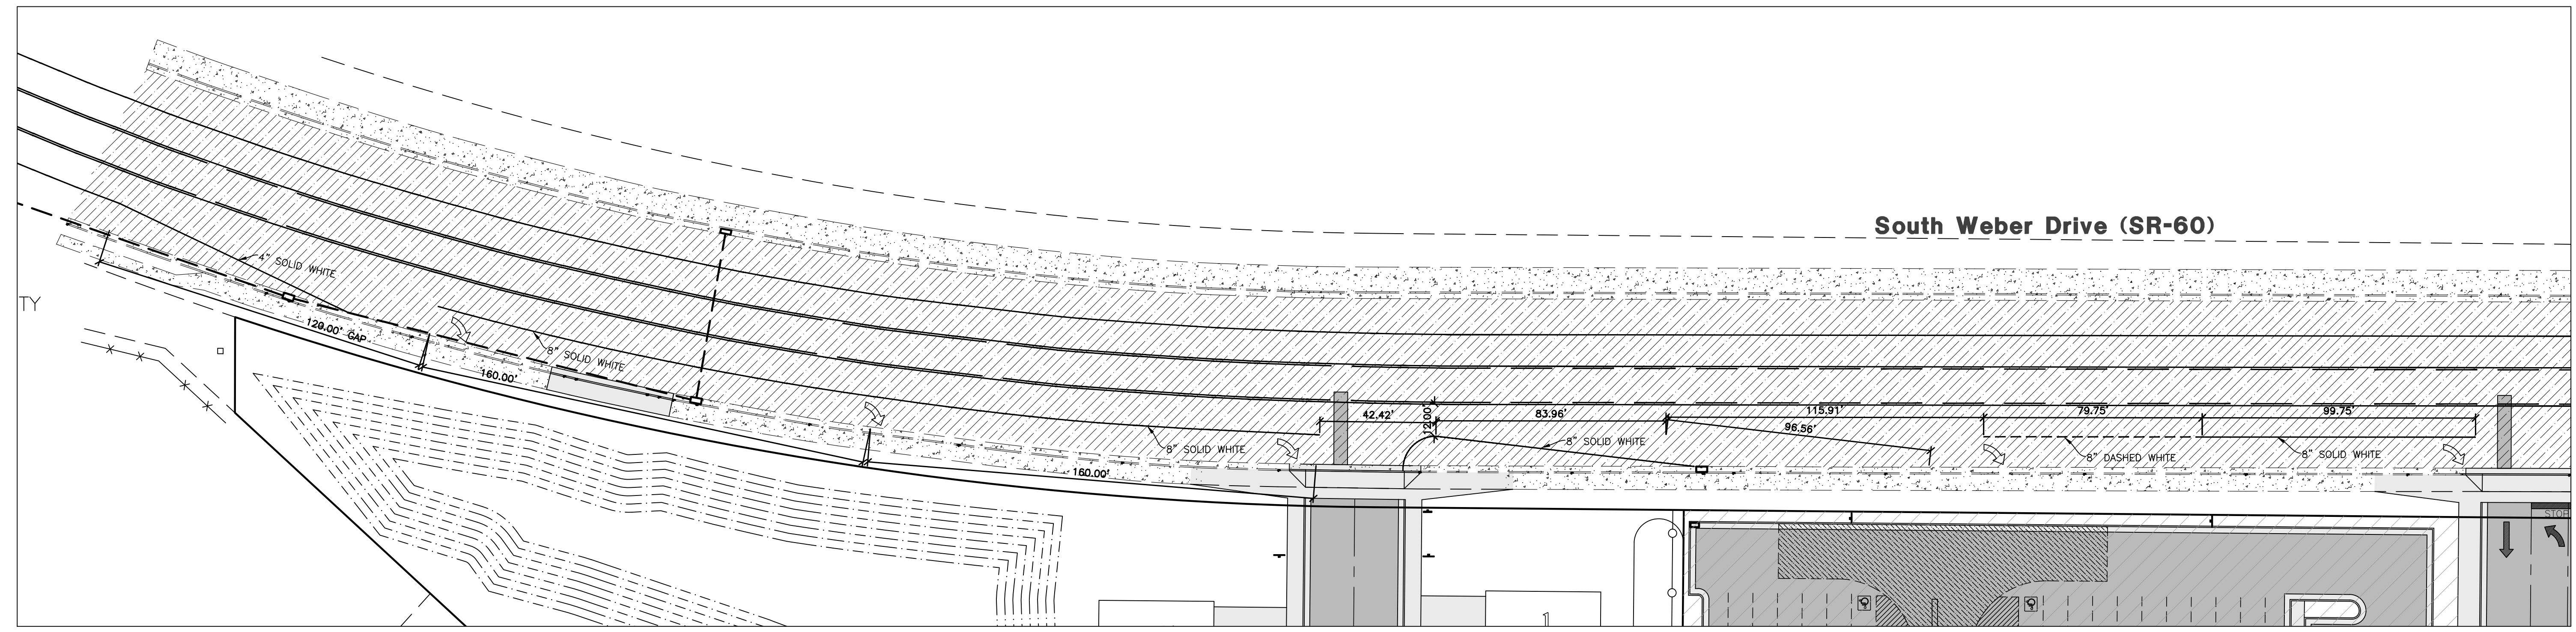 South Weber Drive (SR-60)
4" SOLID WHITE
TY
129.00' GAP
160.00'
8" SOLID WHITE
8" SOLID WHITE
160.00'
42.42'
12.00'
83.96'
8" SOLID WHITE
115.91'
96.56'
79.75'
8" DASHED WHITE
99.75'
8" SOLID WHITE
STOP